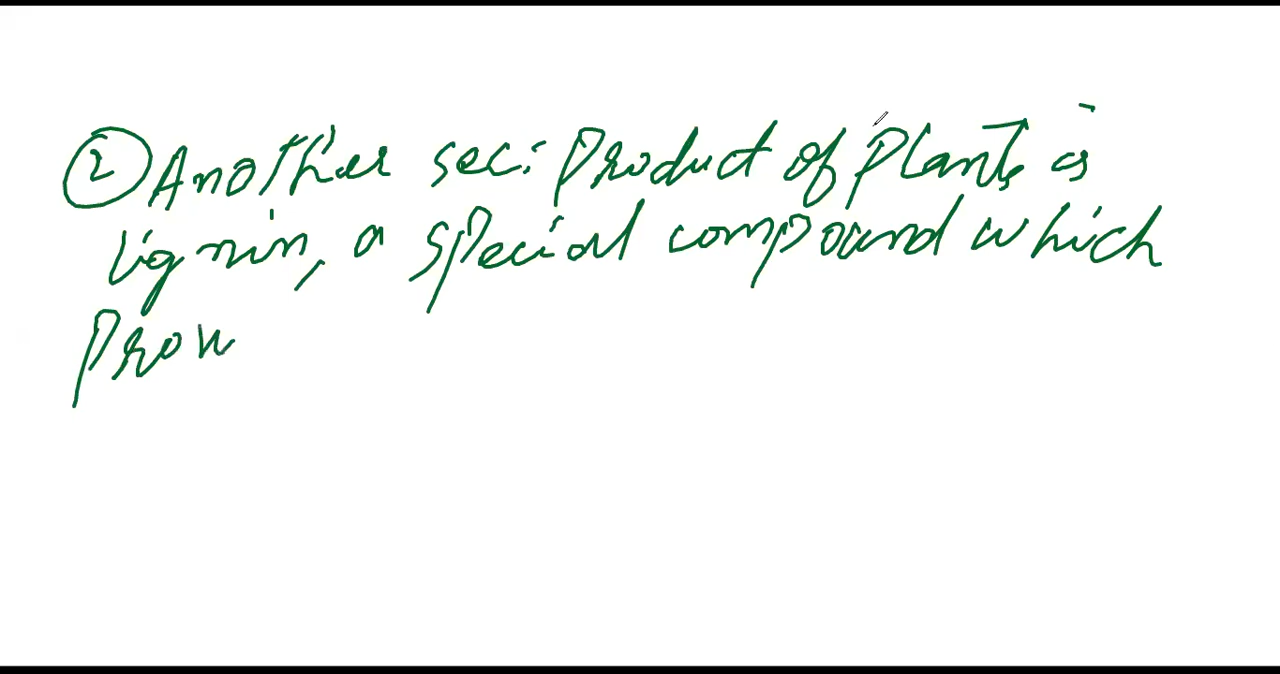 ② Another sec: Product of Plants is
lignin, a special compound which
Prov